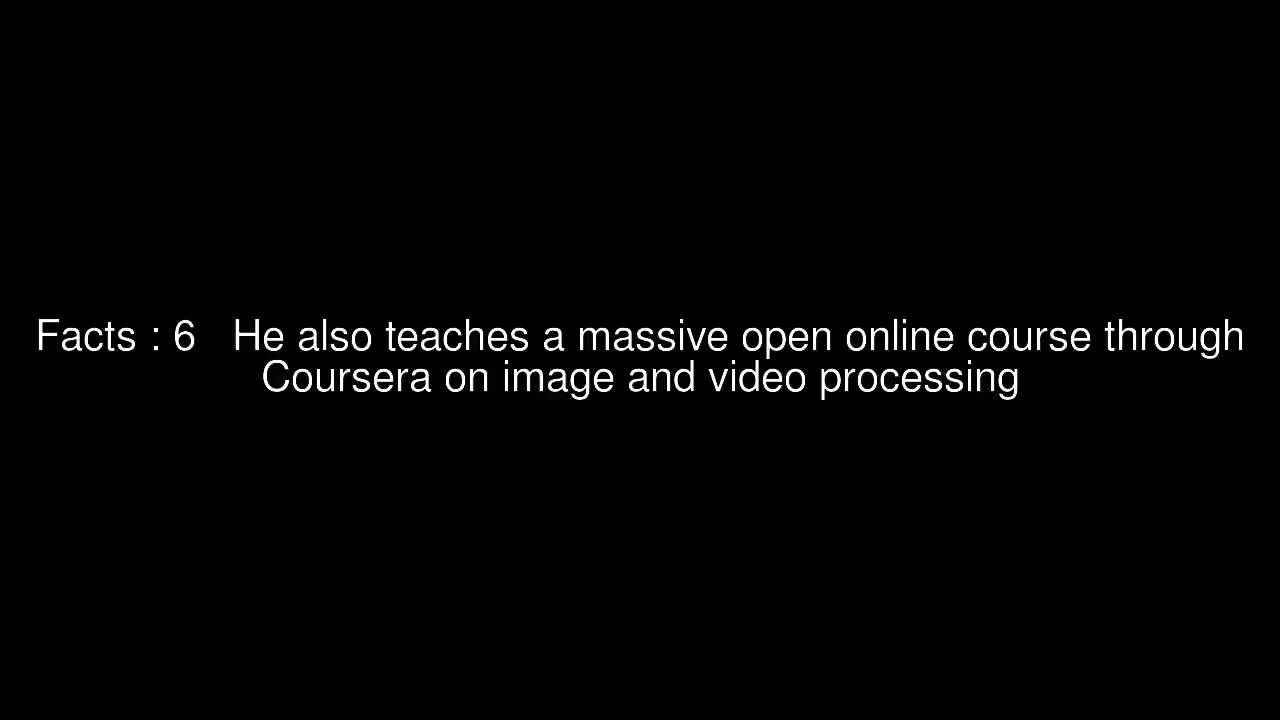 Facts : 6   He also teaches a massive open online course through
Coursera on image and video processing